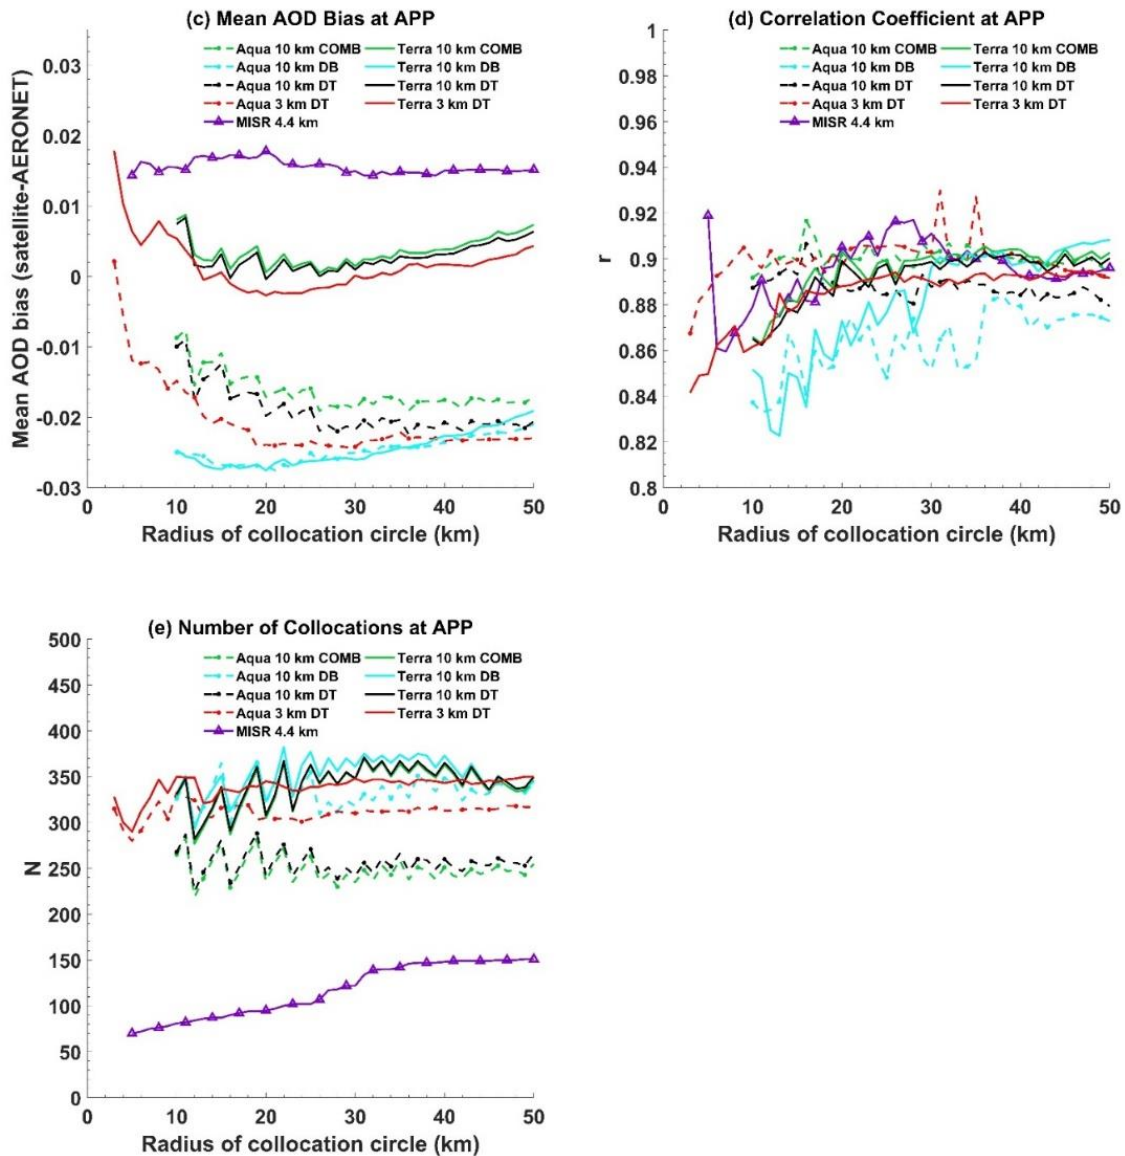 (c) Mean AOD Bias at APP
Aqua 10 km COMB
Terra 10 km COMB
Aqua 10 km DB
Terra 10 km DB
Aqua 10 km DT
Terra 10 km DT
Aqua 3 km DT
Terra 3 km DT
MISR 4.4 km
Mean AOD bias (satellite-AERONET)
0.03
0.02
0.01
0
-0.01
-0.02
-0.03
0 10 20 30 40 50
Radius of collocation circle (km)
(d) Correlation Coefficient at APP
Aqua 10 km COMB
Terra 10 km COMB
Aqua 10 km DB
Terra 10 km DB
Aqua 10 km DT
Terra 10 km DT
Aqua 3 km DT
Terra 3 km DT
MISR 4.4 km
r
1
0.98
0.96
0.94
0.92
0.9
0.88
0.86
0.84
0.82
0.8
0 10 20 30 40 50
Radius of collocation circle (km)
(e) Number of Collocations at APP
Aqua 10 km COMB
Terra 10 km COMB
Aqua 10 km DB
Terra 10 km DB
Aqua 10 km DT
Terra 10 km DT
Aqua 3 km DT
Terra 3 km DT
MISR 4.4 km
N
500
450
400
350
300
250
200
150
100
50
0
0 10 20 30 40 50
Radius of collocation circle (km)